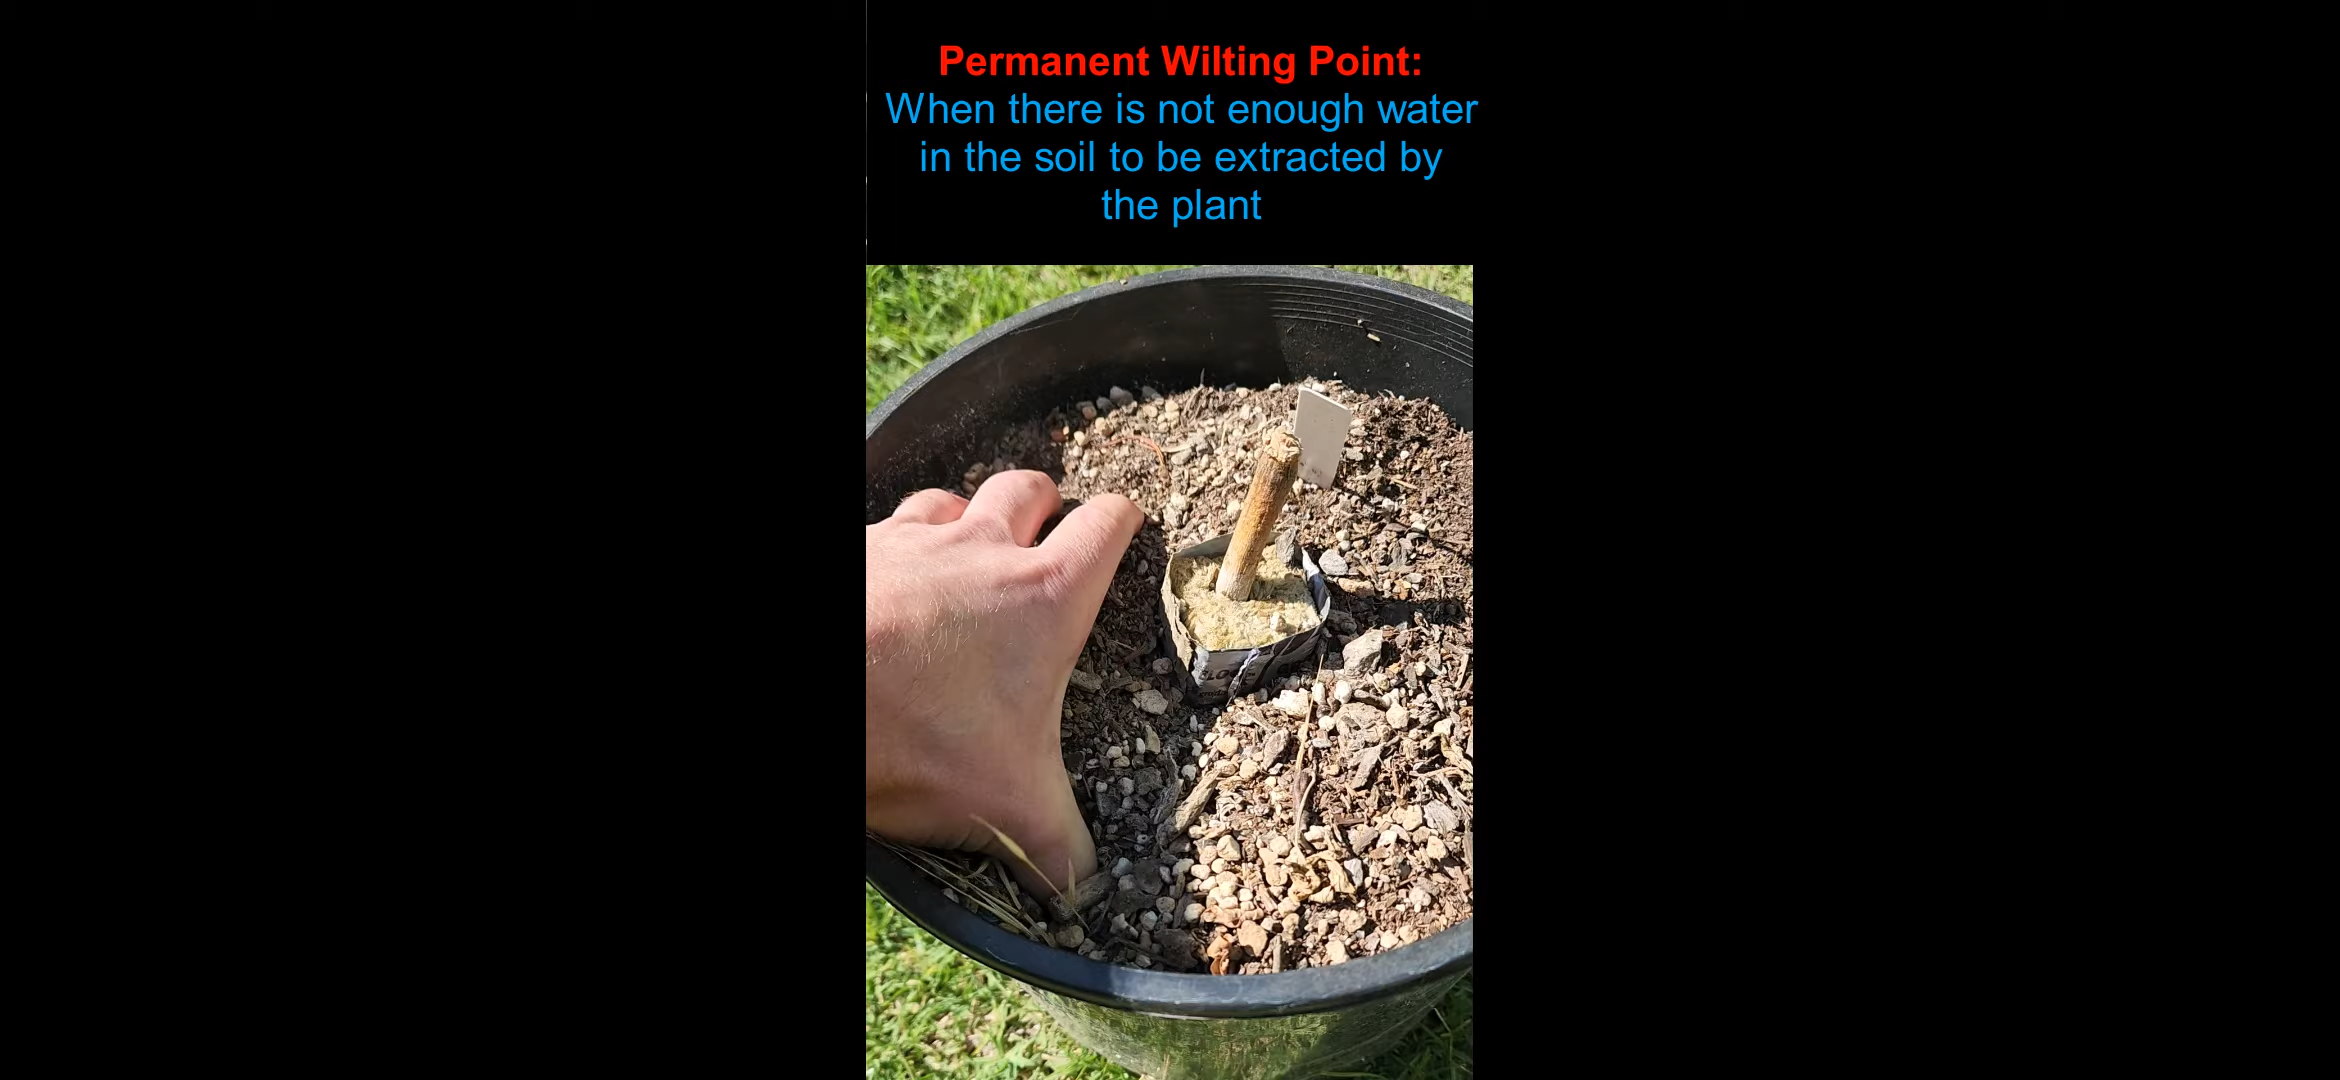 Permanent Wilting Point:
When there is not enough water
in the soil to be extracted by
the plant